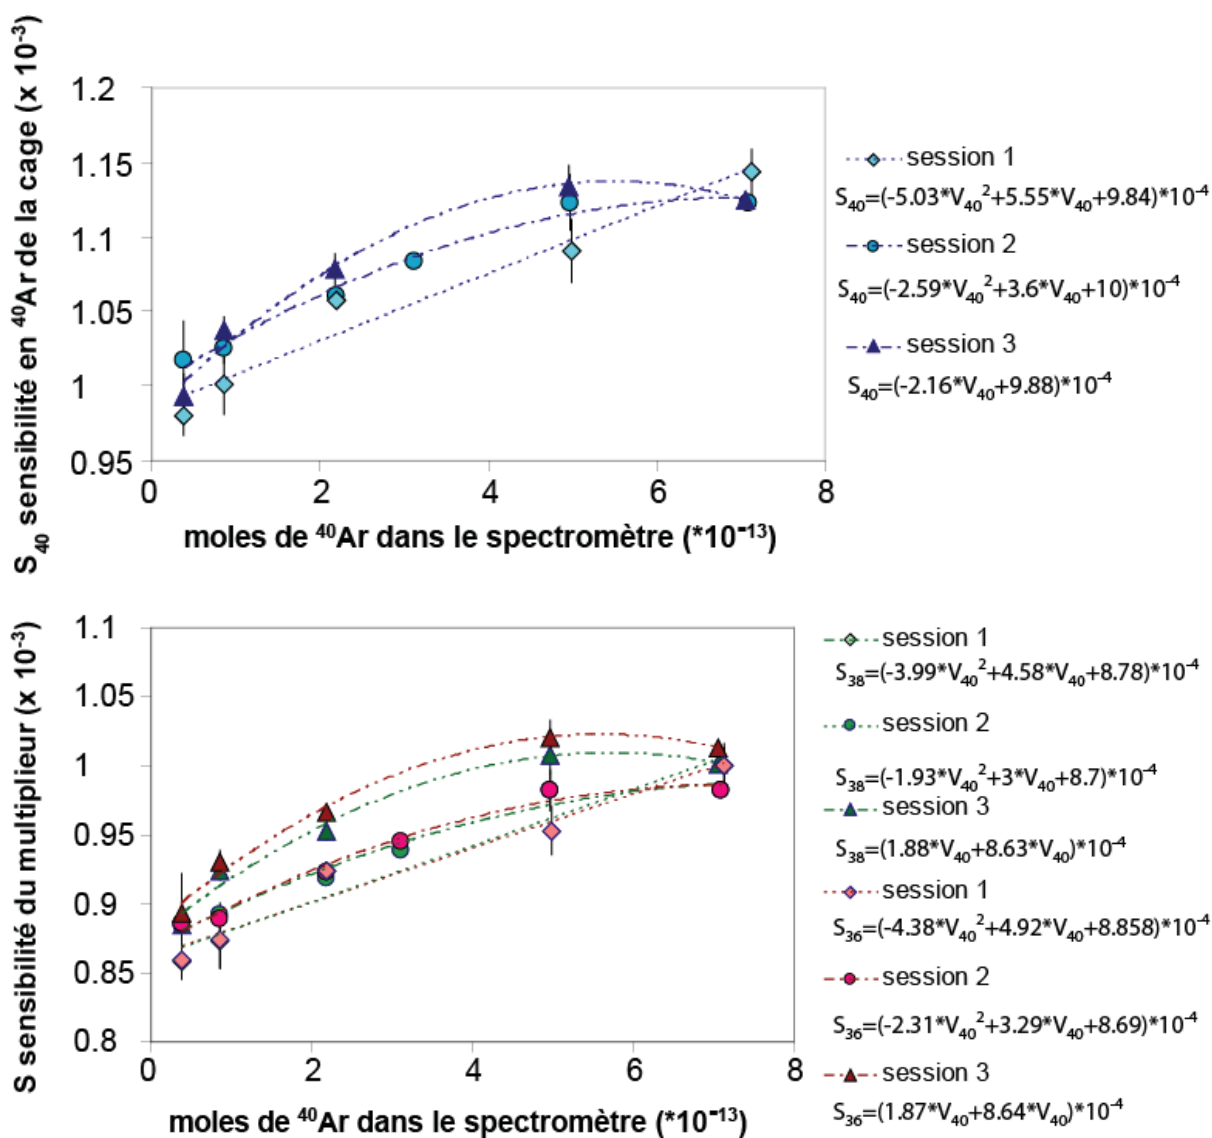 S₄₀ sensibilité en ⁴⁰Ar de la cage (x 10⁻³)
1.2
1.15
1.1
1.05
1
0.95
0
2
4
6
8
moles de ⁴⁰Ar dans le spectromètre (*10⁻¹³)
session 1
S₄₀=(-5.03*V₄₀²+5.55*V₄₀+9.84)*10⁻⁴
session 2
S₄₀=(-2.59*V₄₀²+3.6*V₄₀+10)*10⁻⁴
session 3
S₄₀=(-2.16*V₄₀+9.88)*10⁻⁴
S sensibilité du multiplieur (x 10⁻³)
1.1
1.05
1
0.95
0.9
0.85
0.8
0
2
4
6
8
moles de ⁴⁰Ar dans le spectromètre (*10⁻¹³)
session 1
S₃₈=(-3.99*V₄₀²+4.58*V₄₀+8.78)*10⁻⁴
session 2
S₃₈=(-1.93*V₄₀²+3*V₄₀+8.7)*10⁻⁴
session 3
S₃₈=(1.88*V₄₀+8.63*V₄₀)*10⁻⁴
session 1
S₃₆=(-4.38*V₄₀²+4.92*V₄₀+8.858)*10⁻⁴
session 2
S₃₆=(-2.31*V₄₀²+3.29*V₄₀+8.69)*10⁻⁴
session 3
S₃₆=(1.87*V₄₀+8.64*V₄₀)*10⁻⁴